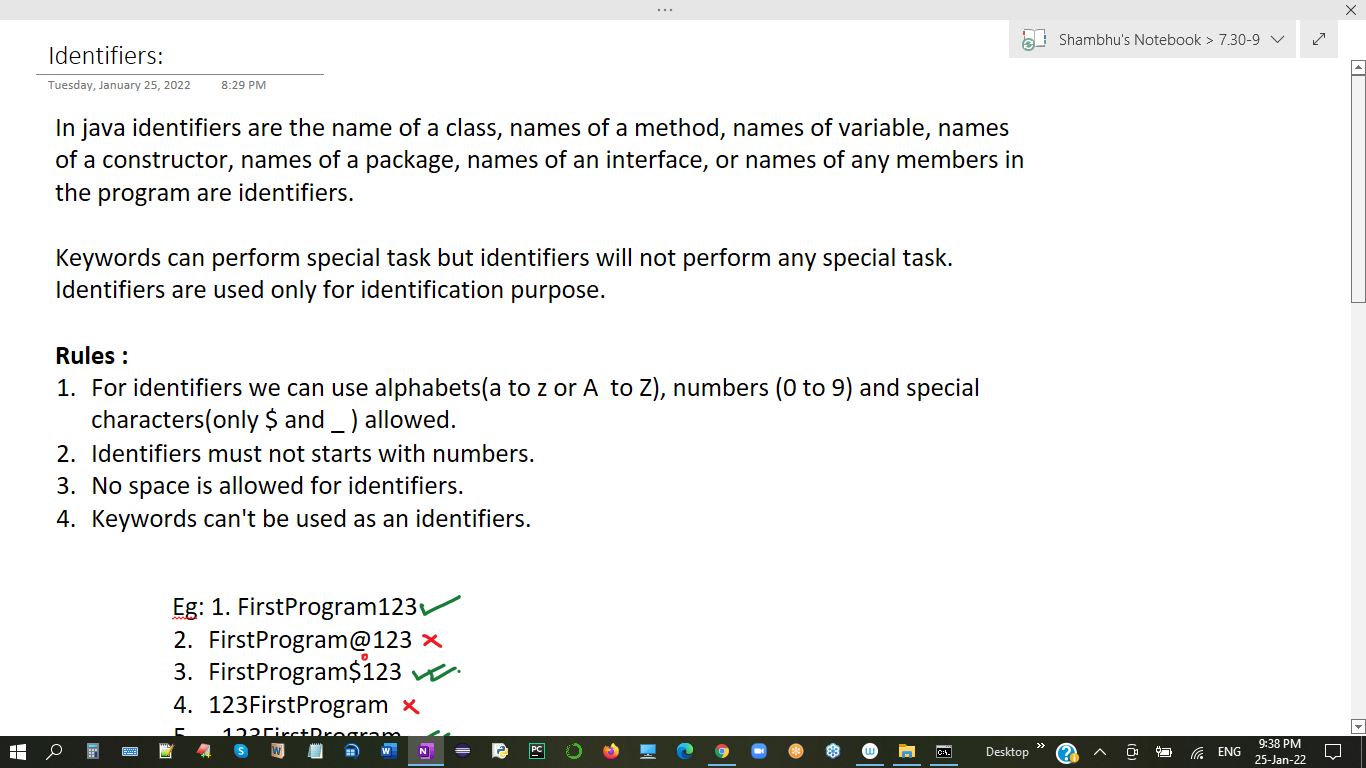 Shambhu's Notebook > 7.30-9
Identifiers:
Tuesday, January 25, 2022 8:29 PM
In java identifiers are the name of a class, names of a method, names of variable, names
of a constructor, names of a package, names of an interface, or names of any members in
the program are identifiers.
Keywords can perform special task but identifiers will not perform any special task.
Identifiers are used only for identification purpose.
Rules :
1. For identifiers we can use alphabets(a to z or A to Z), numbers (0 to 9) and special
characters(only $ and _ ) allowed.
2. Identifiers must not starts with numbers.
3. No space is allowed for identifiers.
4. Keywords can't be used as an identifiers.
Eg: 1. FirstProgram123
2. FirstProgram@123
3. FirstProgram$123
4. 123FirstProgram
Desktop
ENG
9:38 PM
25-Jan-22